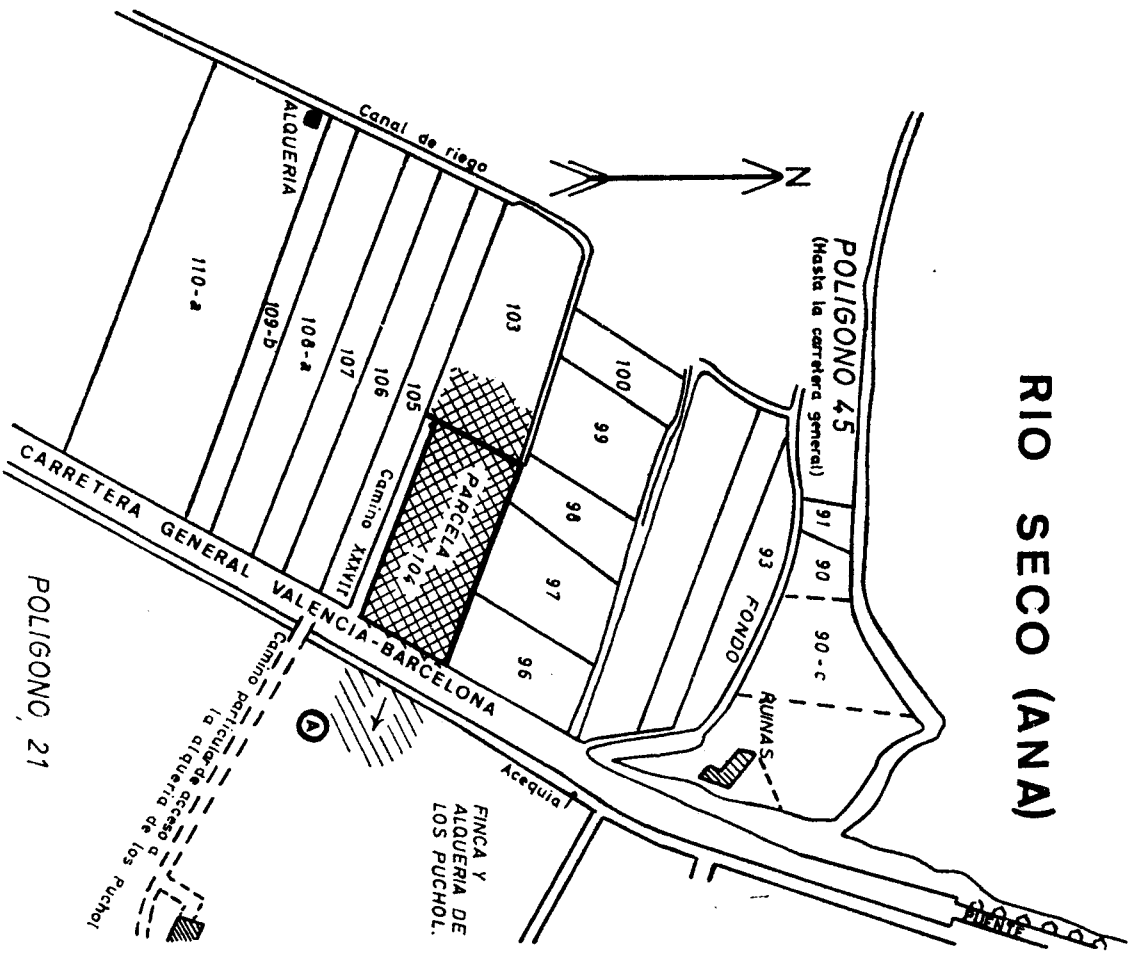 RIO SECO (ANA)
N
POLIGONO 45
(Hasta la carretera general)
91
90
90-c
93
FONDO
RUINAS
PUENTE
100
99
98
97
96
Canal de riego
ALQUERIA
103
PARCELA
104
105
106
107
108-a
109-b
110-a
Camino XXXVII
CARRETERA GENERAL VALENCIA-BARCELONA
A
Acequia
FINCA Y
ALQUERIA DE
LOS PUCHOL.
Camino particular de acceso a
la alqueria de los Puchol
POLIGONO, 21